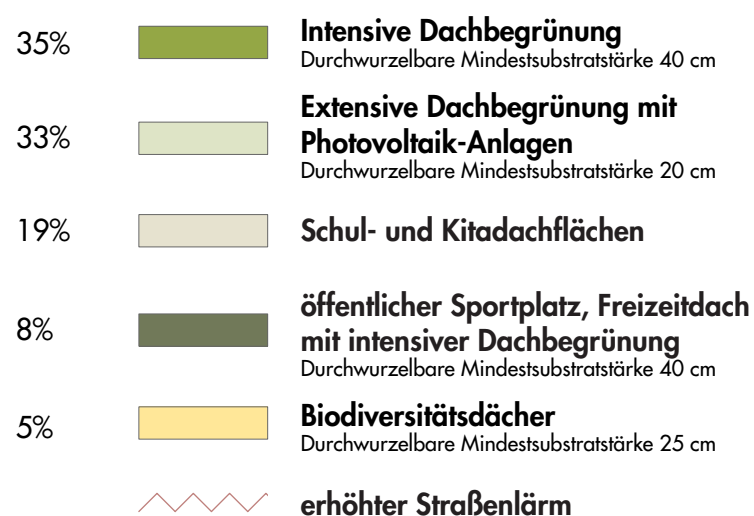 35% Intensive Dachbegrünung
Durchwurzelbare Mindestsubstratstärke 40 cm
33% Extensive Dachbegrünung mit
Photovoltaik-Anlagen
Durchwurzelbare Mindestsubstratstärke 20 cm
19% Schul- und Kitadachflächen
8% öffentlicher Sportplatz, Freizeitdach
mit intensiver Dachbegrünung
Durchwurzelbare Mindestsubstratstärke 40 cm
5% Biodiversitätsdächer
Durchwurzelbare Mindestsubstratstärke 25 cm
erhöhter Straßenlärm